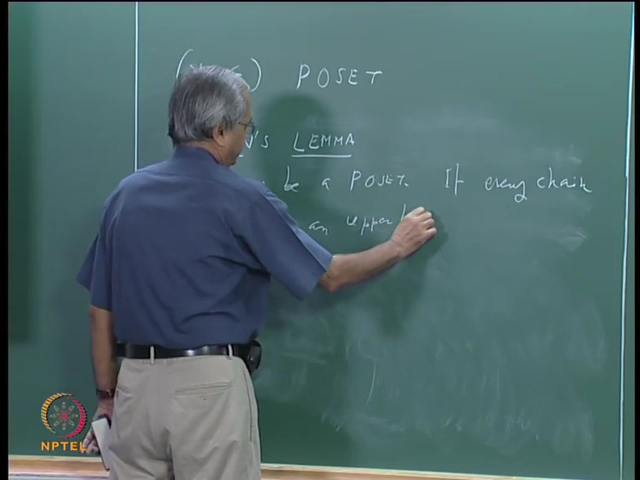 ) POSET
'S LEMMA
be a POSET. If every chain
an upper
NPTEL